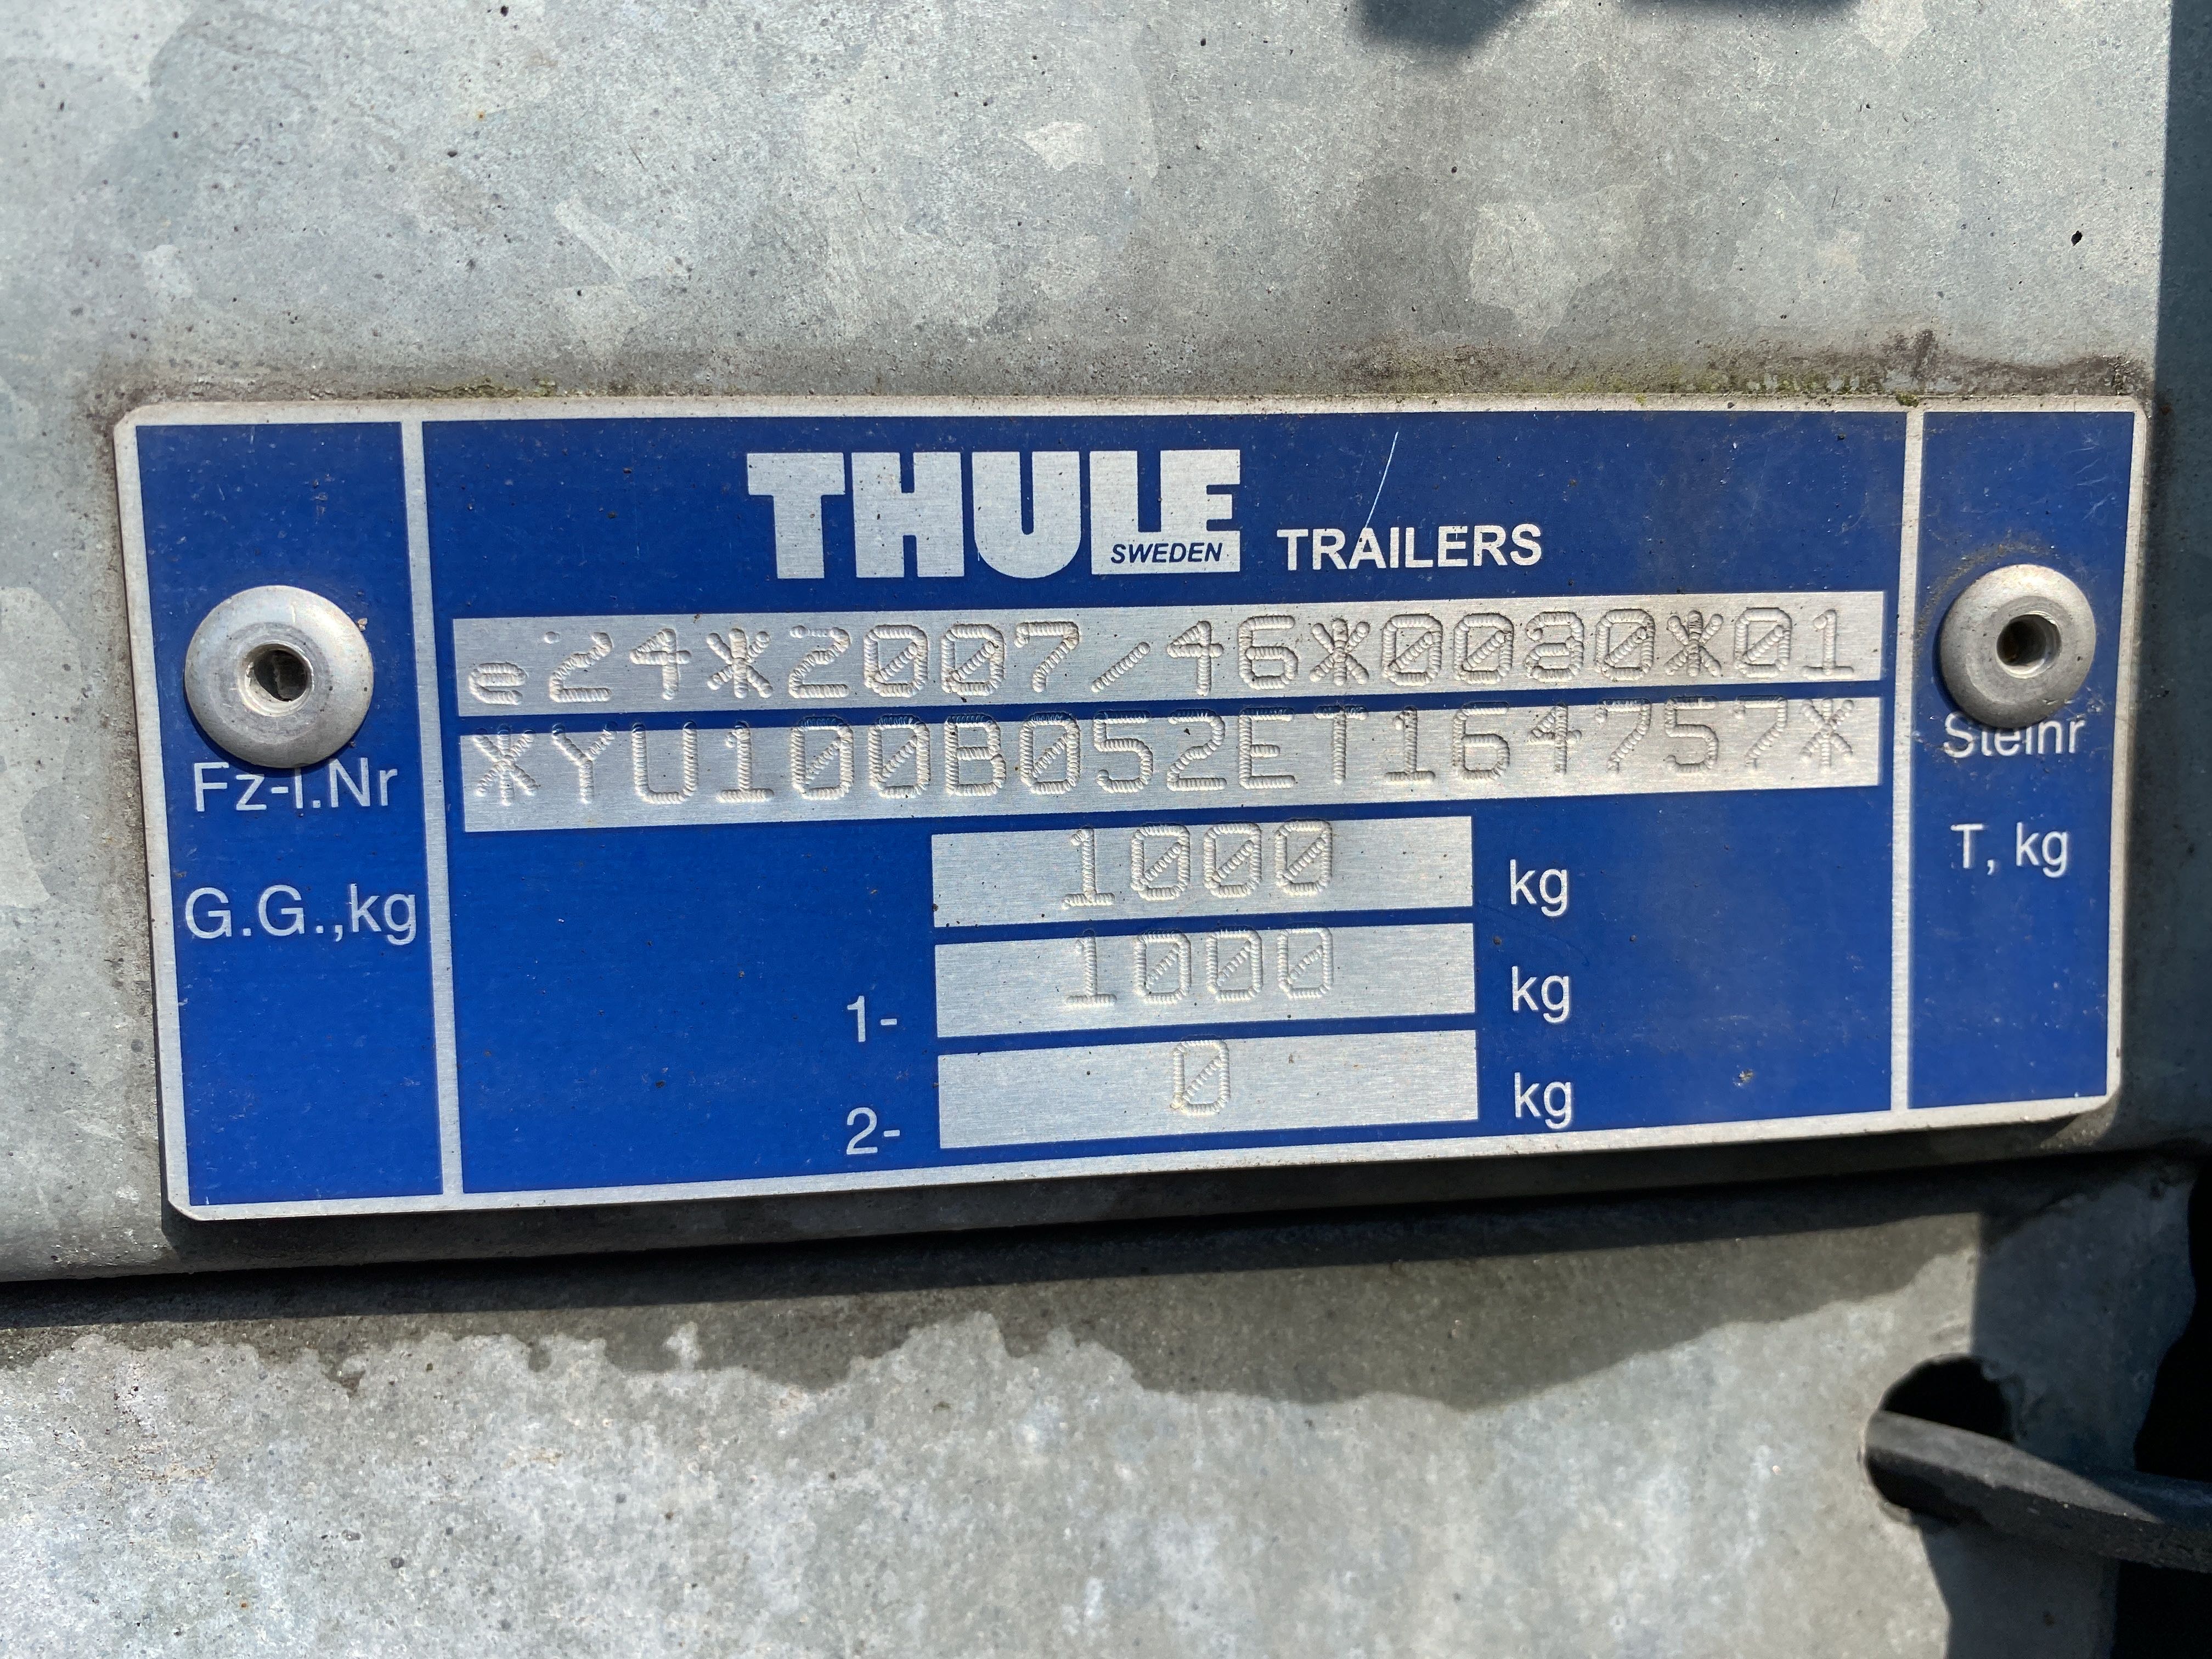 THULE
SWEDEN
TRAILERS
e24*2007/46*0080*01
Fz-I.Nr *YU100B052ET164757* Stelnr
G.G.,kg 1000 kg T, kg
1- 1000 kg
2- 0 kg